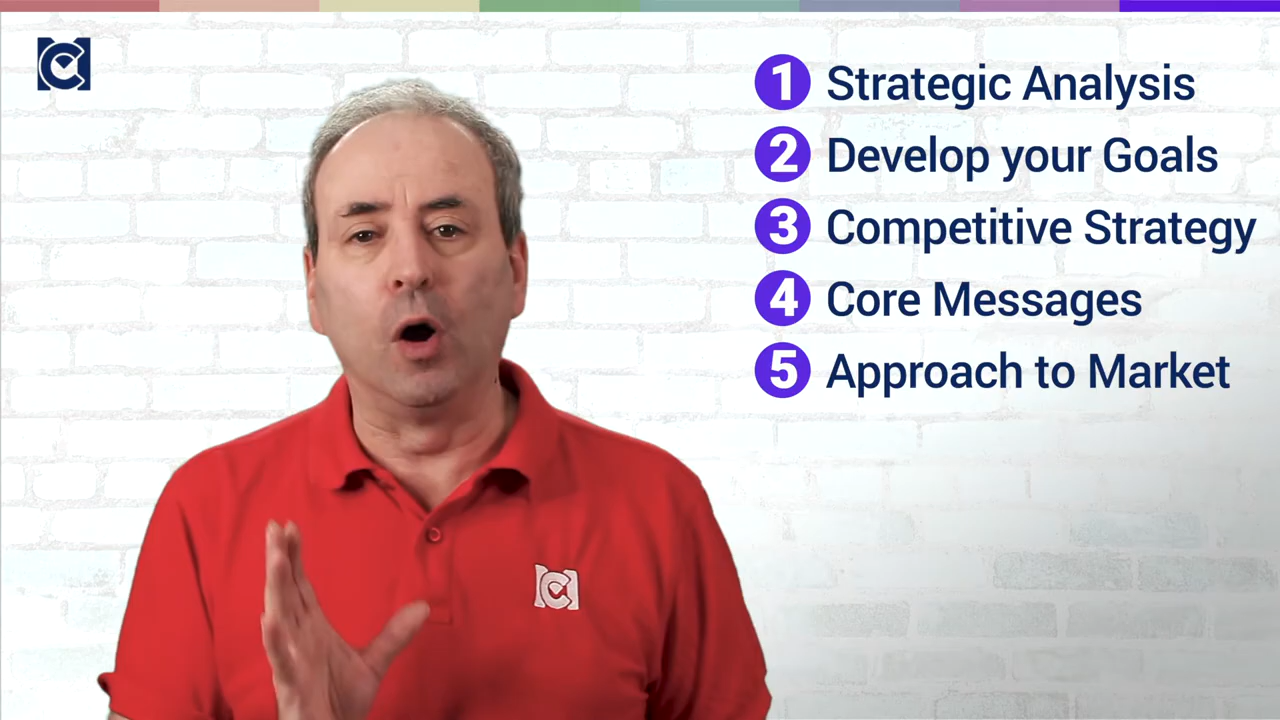 1 Strategic Analysis
2 Develop your Goals
3 Competitive Strategy
4 Core Messages
5 Approach to Market